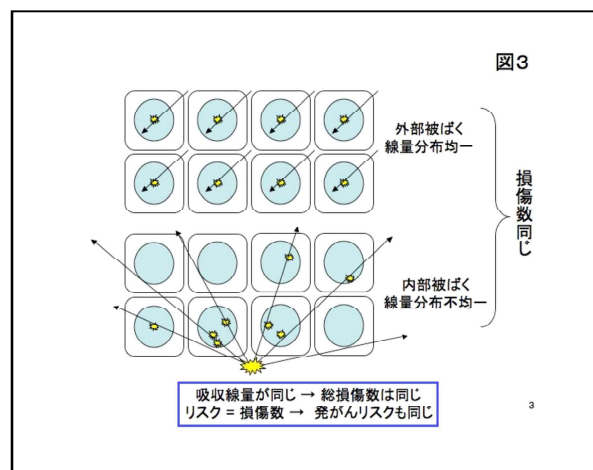 図3
外部被ばく
線量分布均一
損傷数同じ
内部被ばく
線量分布不均一
吸収線量が同じ → 総損傷数は同じ
リスク = 損傷数 → 発がんリスクも同じ
3